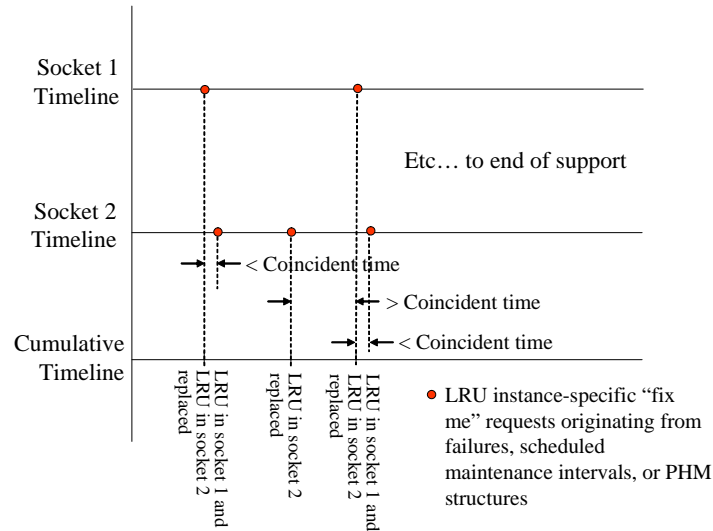 Socket 1
Timeline
Etc… to end of support
Socket 2
Timeline
< Coincident time
> Coincident time
< Coincident time
Cumulative
Timeline
LRU in socket 1 and
LRU in socket 2
replaced
LRU in socket 2
replaced
LRU in socket 1 and
LRU in socket 2
replaced
LRU instance-specific “fix
me” requests originating from
failures, scheduled
maintenance intervals, or PHM
structures